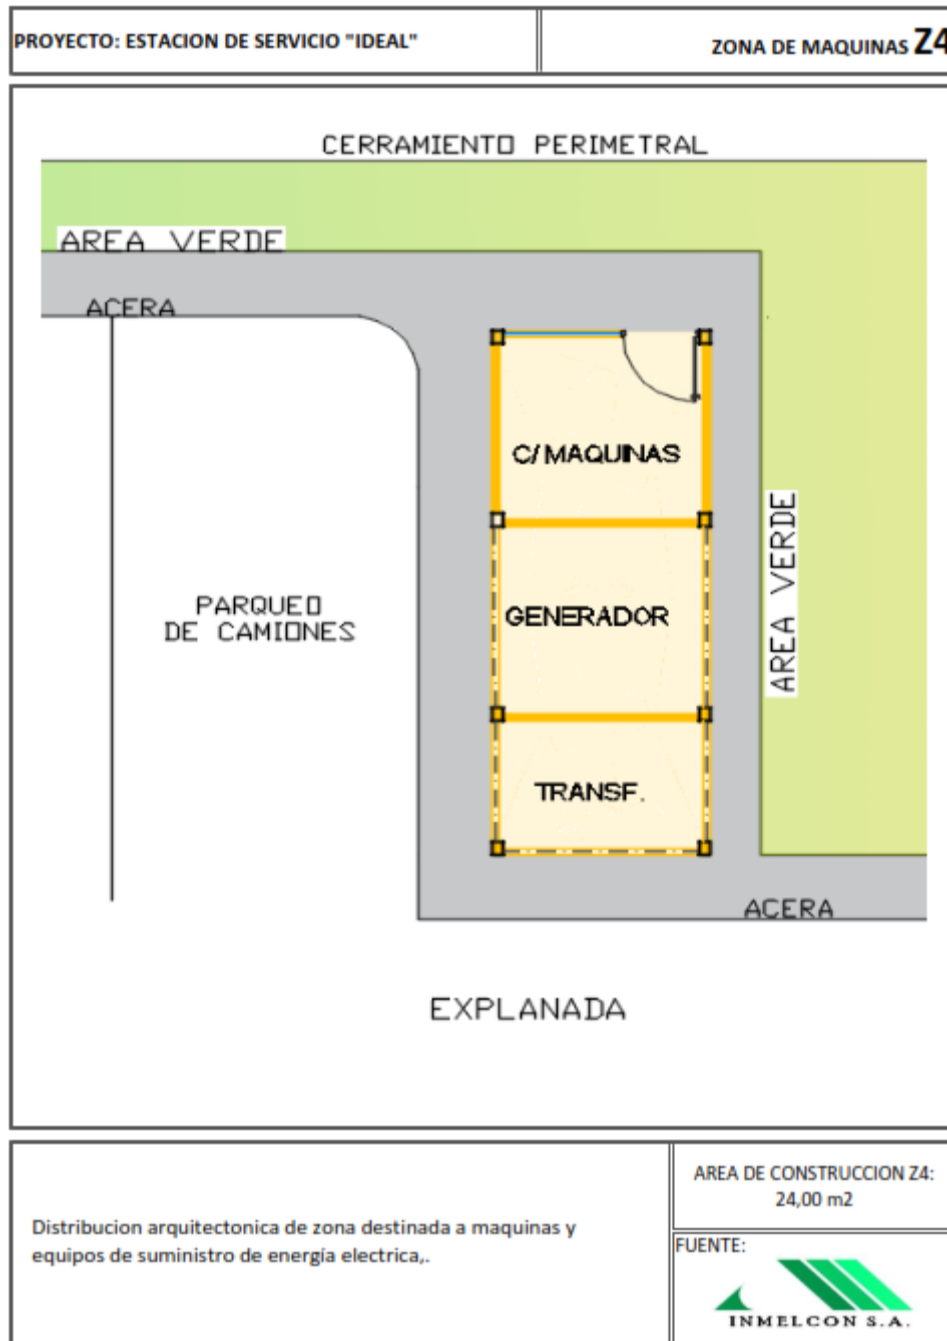 PROYECTO: ESTACION DE SERVICIO "IDEAL"
ZONA DE MAQUINAS Z4
CERRAMIENTO PERIMETRAL
AREA VERDE
ACERA
C/ MAQUINAS
AREA VERDE
PARQUEO
DE CAMIONES
GENERADOR
TRANSF.
ACERA
EXPLANADA
Distribucion arquitectonica de zona destinada a maquinas y
equipos de suministro de energía electrica,.
AREA DE CONSTRUCCION Z4:
24,00 m2
FUENTE:
INMELCON S.A.